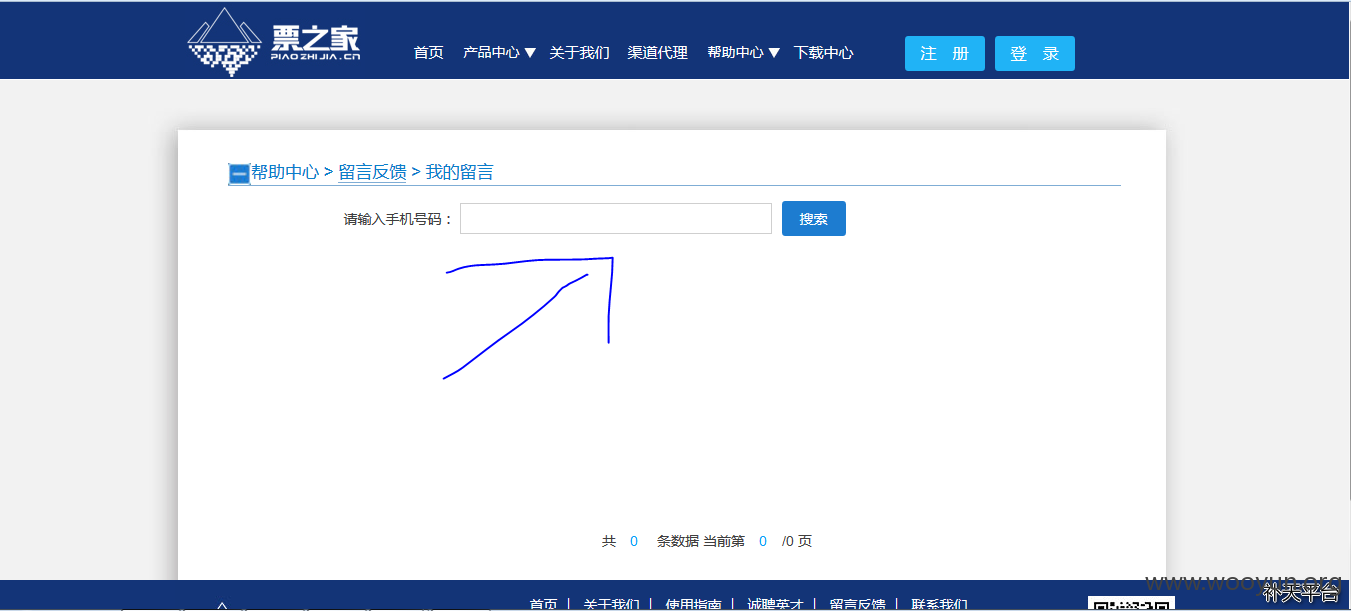 票之家
PIAOZHIJIA.CN
首页 产品中心▼ 关于我们 渠道代理 帮助中心▼ 下载中心
注 册 登 录
帮助中心 > 留言反馈 > 我的留言
请输入手机号码： 搜索
共 0 条数据 当前第 0 /0 页
www.wooyun.org
补天平台
首页 | 关于我们 | 使用指南 | 诚聘英才 | 留言反馈 | 联系我们